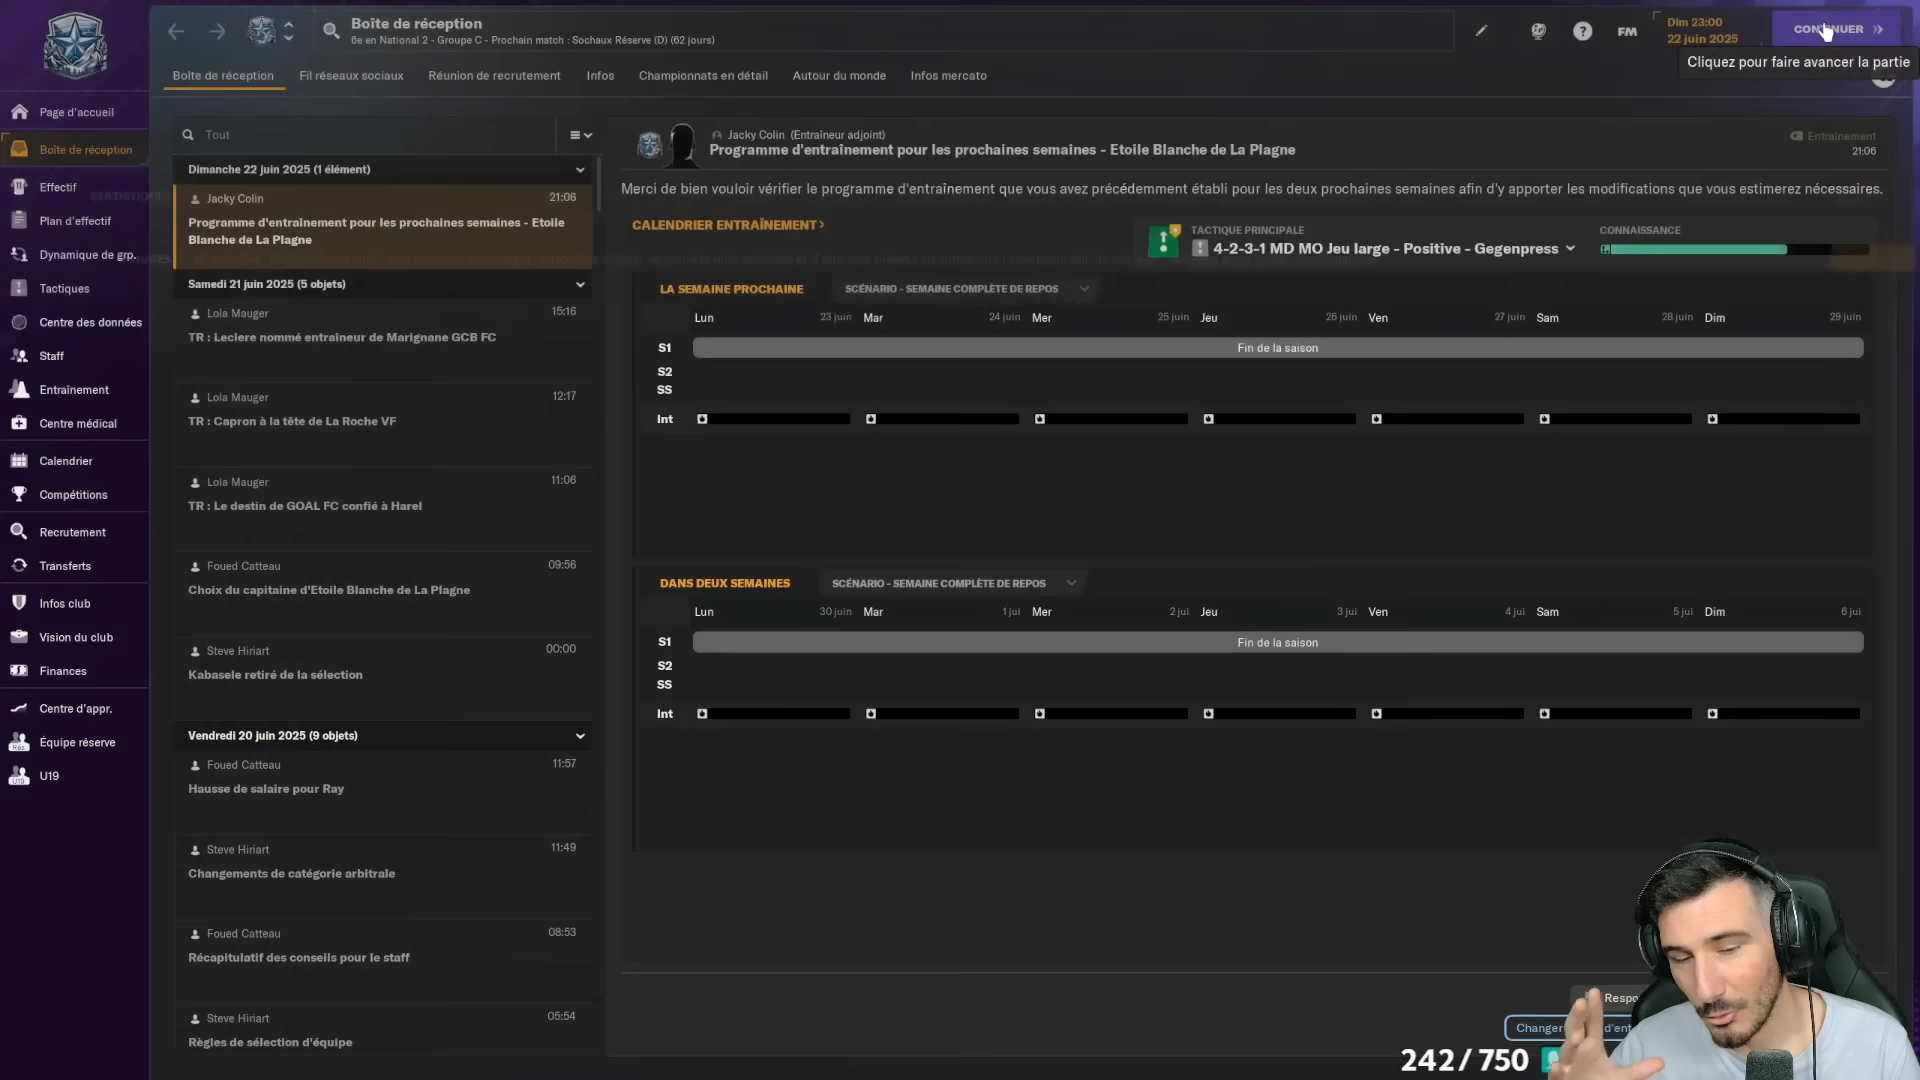 Boîte de réception
6e en National 2 - Groupe C - Prochain match : Sochaux Réserve (D) (62 jours)
FM
Dim 23:00
22 juin 2025
CONTINUER
Cliquez pour faire avancer la partie
Boîte de réception
Fil réseaux sociaux
Réunion de recrutement
Infos
Championnats en détail
Autour du monde
Infos mercato
Page d'accueil
Boîte de réception
Effectif
Plan d'effectif
Dynamique de grp.
Tactiques
Centre des données
Staff
Entraînement
Centre médical
Calendrier
Compétitions
Recrutement
Transferts
Infos club
Vision du club
Finances
Centre d'appr.
Équipe réserve
U19
Tout
Dimanche 22 juin 2025 (1 élément)
Jacky Colin 21:06
Programme d'entraînement pour les prochaines semaines - Etoile
Blanche de La Plagne
Samedi 21 juin 2025 (5 objets)
Lola Mauger 15:16
TR : Leclere nommé entraîneur de Marignane GCB FC
Lola Mauger 12:17
TR : Capron à la tête de La Roche VF
Lola Mauger 11:06
TR : Le destin de GOAL FC confié à Harel
Foued Catteau 09:56
Choix du capitaine d'Etoile Blanche de La Plagne
Steve Hiriart 00:00
Kabasele retiré de la sélection
Vendredi 20 juin 2025 (9 objets)
Foued Catteau 11:57
Hausse de salaire pour Ray
Steve Hiriart 11:49
Changements de catégorie arbitrale
Foued Catteau 08:53
Récapitulatif des conseils pour le staff
Steve Hiriart 05:54
Règles de sélection d'équipe
Jacky Colin (Entraîneur adjoint)
Programme d'entraînement pour les prochaines semaines - Etoile Blanche de La Plagne
Entraînement
21:06
Merci de bien vouloir vérifier le programme d'entraînement que vous avez précédemment établi pour les deux prochaines semaines afin d'y apporter les modifications que vous estimerez nécessaires.
CALENDRIER ENTRAÎNEMENT
TACTIQUE PRINCIPALE
4-2-3-1 MD MO Jeu large - Positive - Gegenpress
CONNAISSANCE
LA SEMAINE PROCHAINE
SCÉNARIO - SEMAINE COMPLÈTE DE REPOS
Lun 23 juin Mar 24 juin Mer 25 juin Jeu 26 juin Ven 27 juin Sam 28 juin Dim 29 juin
S1 Fin de la saison
S2
SS
Int
DANS DEUX SEMAINES
SCÉNARIO - SEMAINE COMPLÈTE DE REPOS
Lun 30 juin Mar 1 jui Mer 2 jui Jeu 3 jui Ven 4 jui Sam 5 jui Dim 6 jui
S1 Fin de la saison
S2
SS
Int
242/750